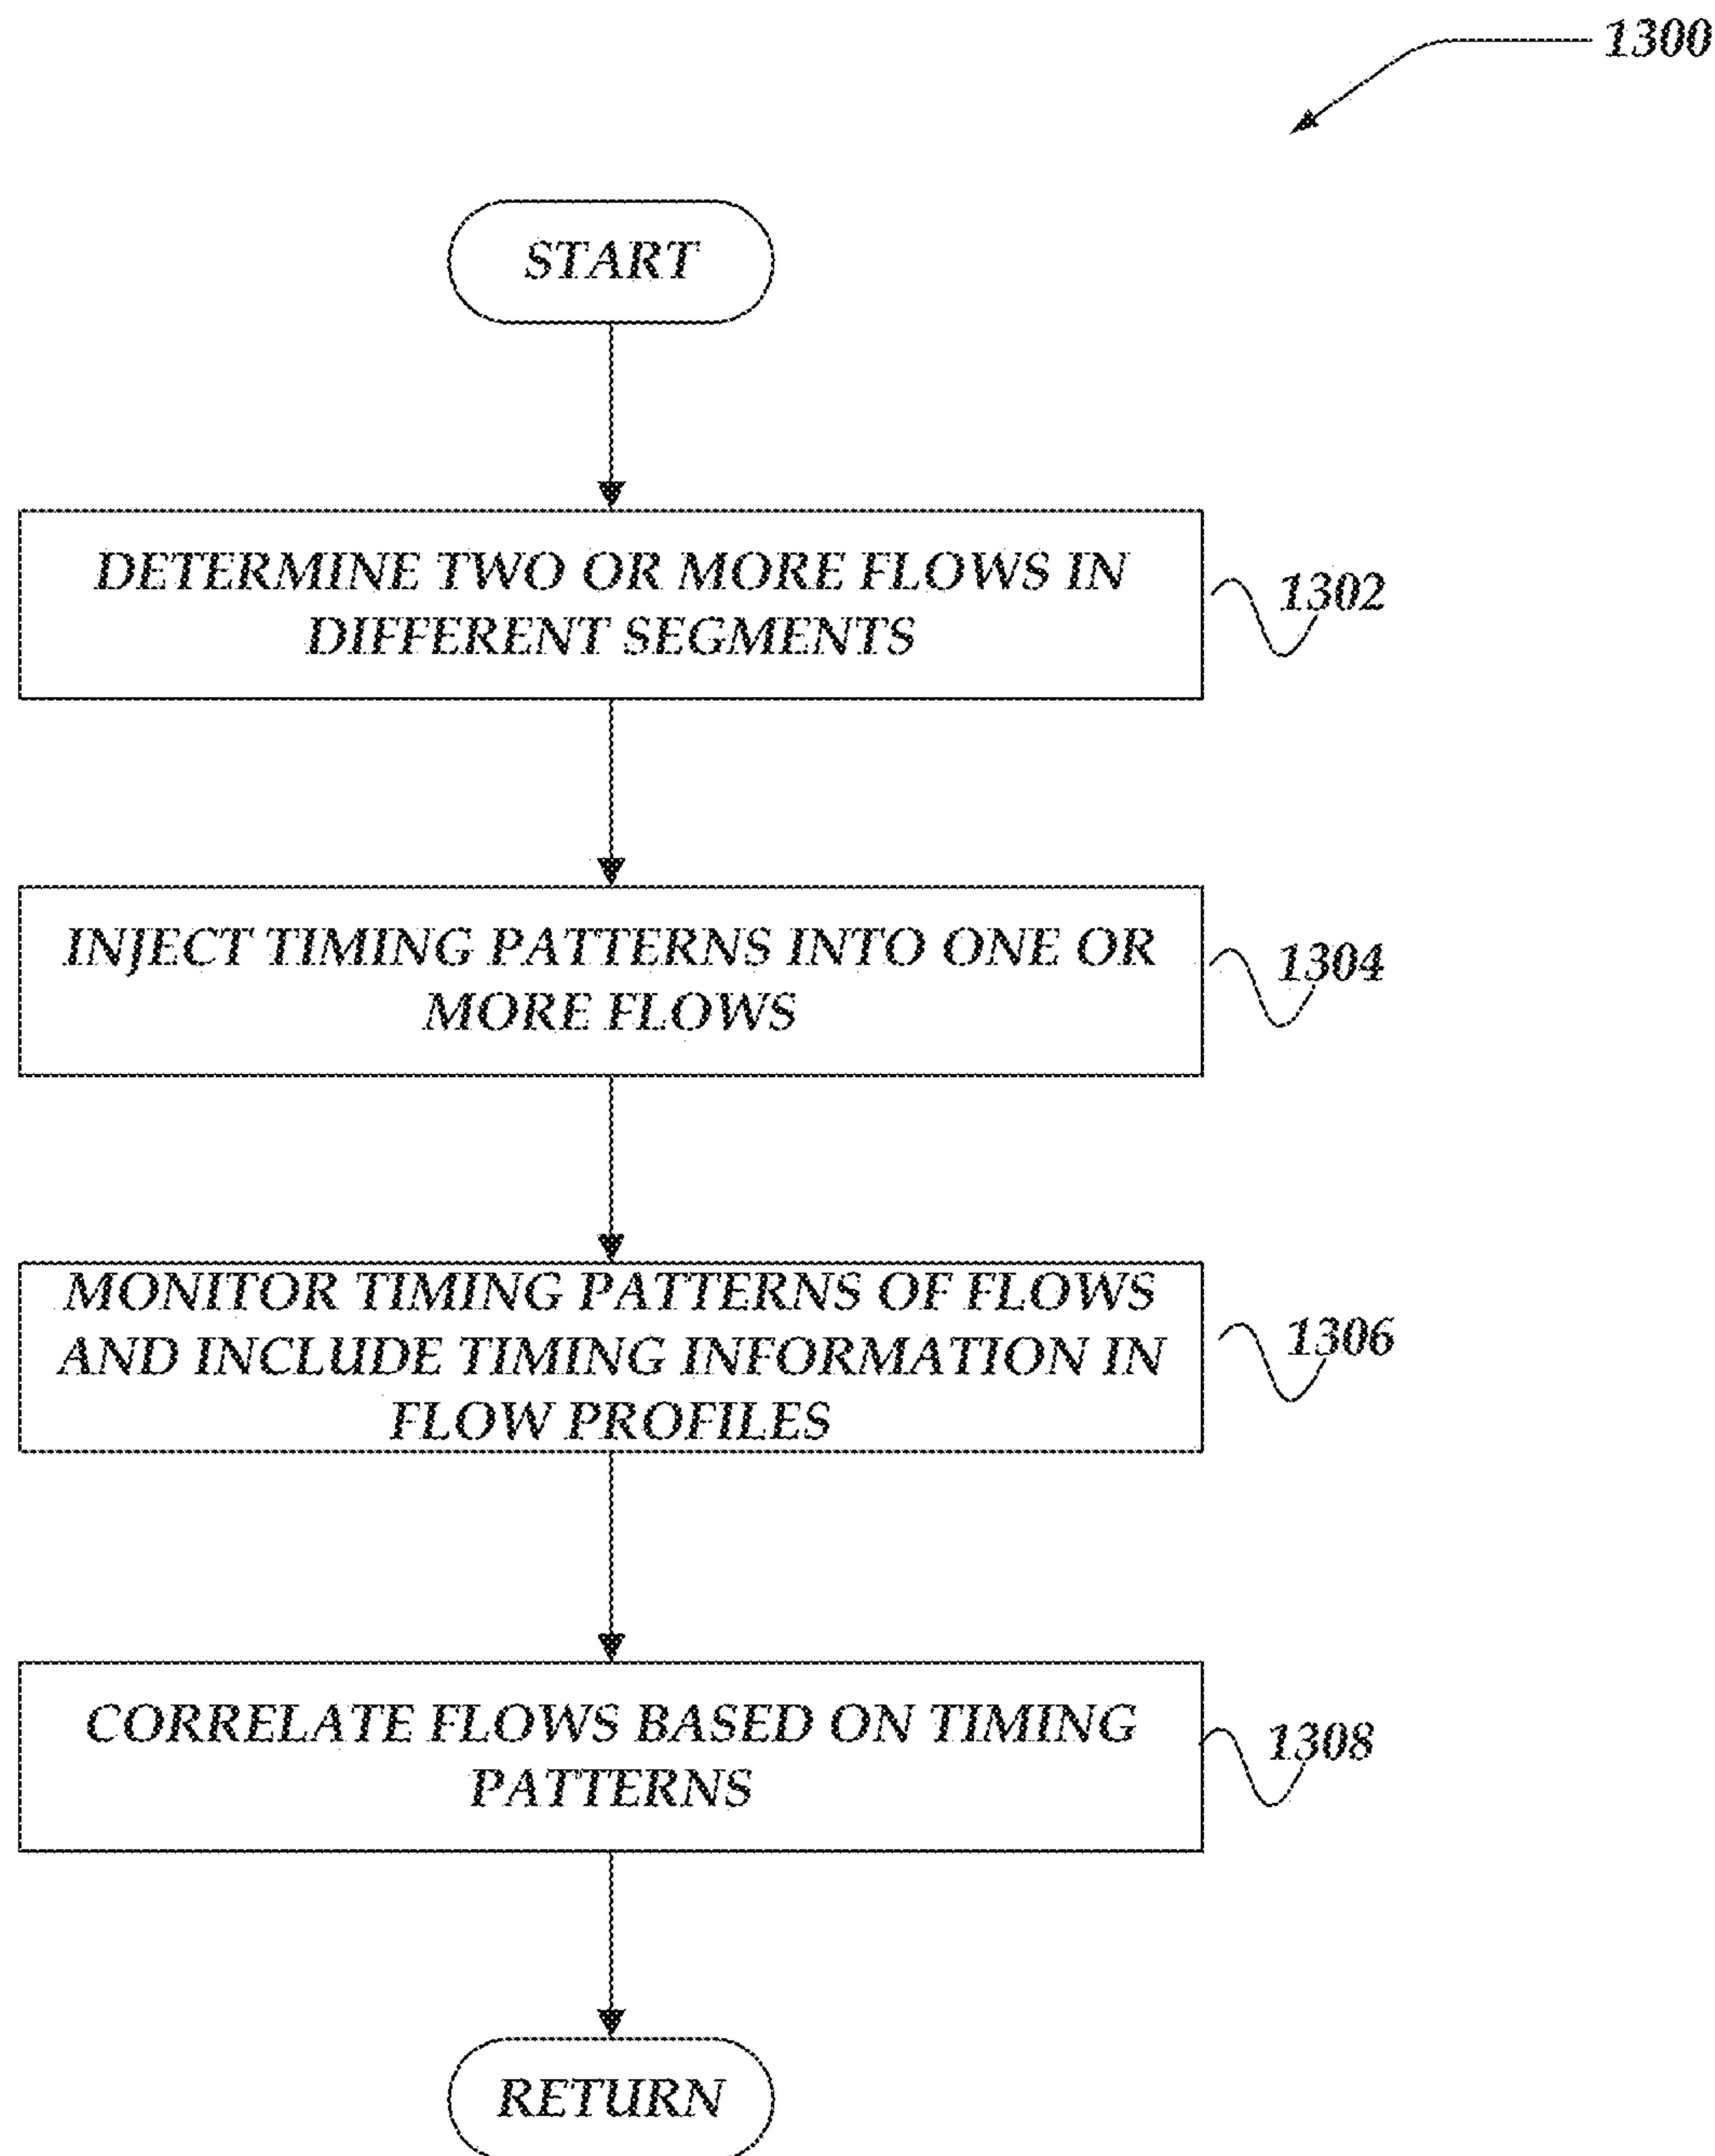 1300
START
DETERMINE TWO OR MORE FLOWS IN
DIFFERENT SEGMENTS
1302
INJECT TIMING PATTERNS INTO ONE OR
MORE FLOWS
1304
MONITOR TIMING PATTERNS OF FLOWS
AND INCLUDE TIMING INFORMATION IN
FLOW PROFILES
1306
CORRELATE FLOWS BASED ON TIMING
PATTERNS
1308
RETURN